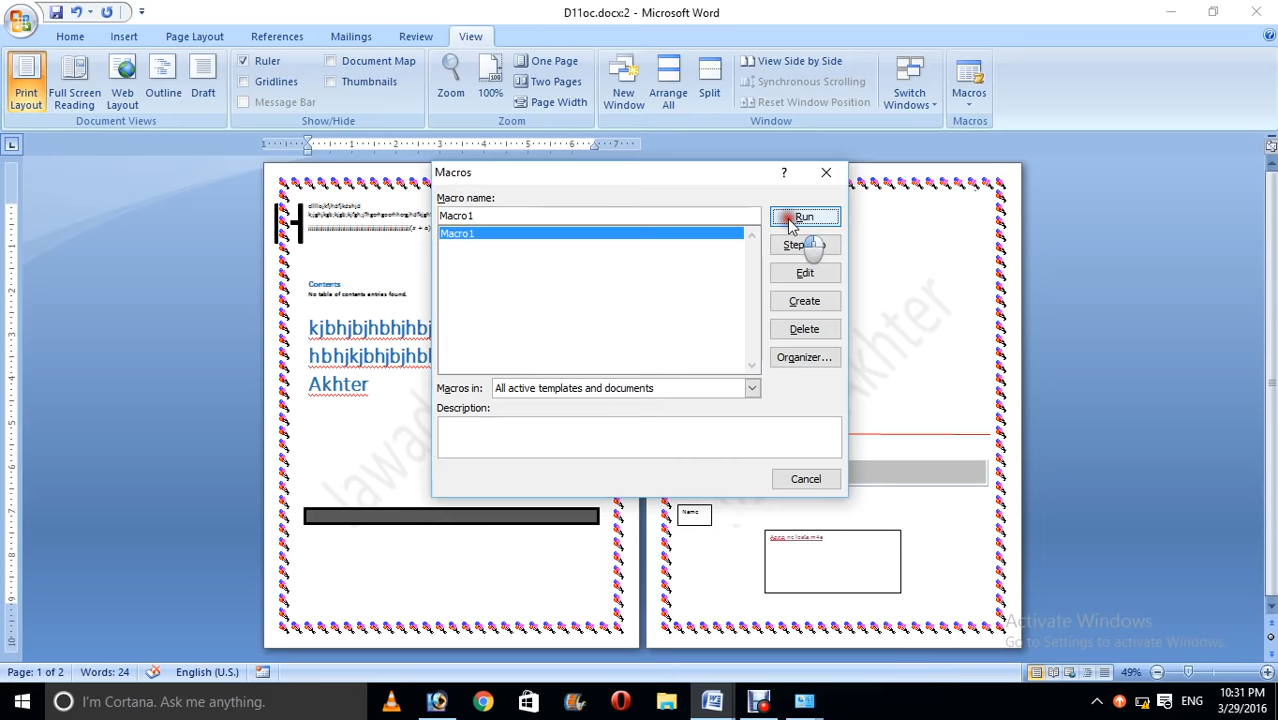 D11oc.docx:2 - Microsoft Word
Home Insert Page Layout References Mailings Review View
Print Layout
Full Screen Reading
Web Layout
Outline
Draft
Document Views
Ruler
Gridlines
Message Bar
Document Map
Thumbnails
Show/Hide
Zoom
100%
One Page
Two Pages
Page Width
Zoom
New Window
Arrange All
Split
View Side by Side
Synchronous Scrolling
Reset Window Position
Window
Switch Windows
Macros
Macros
Macros
Macro name:
Macro1
Macro1
Run
Edit
Create
Delete
Organizer...
Macros in: All active templates and documents
Description:
Cancel
H
Contents
No table of contents entries found.
Akhter
Jawad
Akhter
Name
Activate Windows
Go to Settings to activate Windows.
Page: 1 of 2 Words: 24 English (U.S.) 49%
I'm Cortana. Ask me anything.
ENG
10:31 PM
3/29/2016